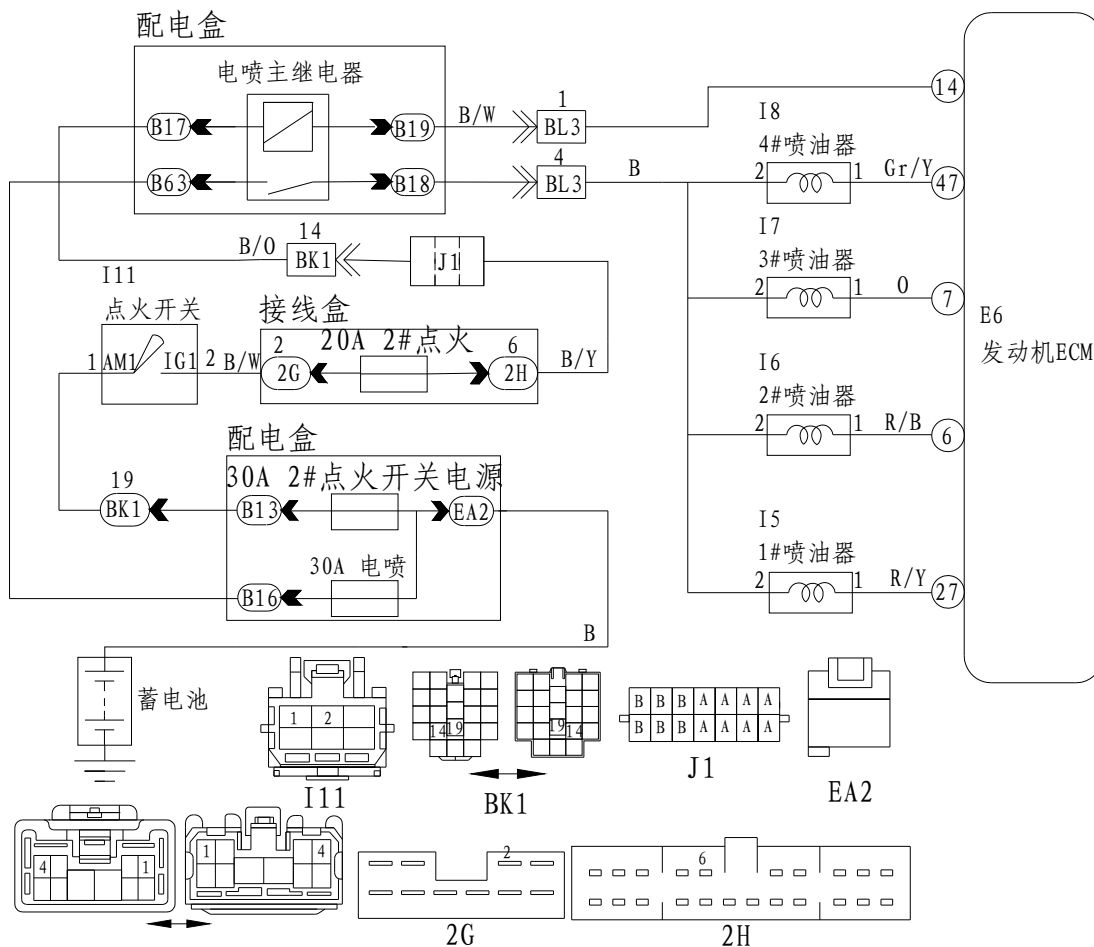 配电盒
电喷主继电器
B17
B19
B/W
1
BL3
14
B63
B18
4
BL3
B
I8
4#喷油器
2
1
Gr/Y
47
B/O
14
BK1
J1
I7
3#喷油器
2
1
O
7
E6
发动机ECM
I11
点火开关
1
AM1
IG1
2
B/W
接线盒
20A 2#点火
2
2G
6
2H
B/Y
I6
2#喷油器
2
1
R/B
6
配电盒
30A 2#点火开关电源
19
BK1
B13
EA2
30A 电喷
B16
I5
1#喷油器
2
1
R/Y
27
B
蓄电池
1 2
I11
14 19
19 14
BK1
B B B A A A A
B B B A A A A
J1
EA2
4 1
1 4
2
2G
6
2H